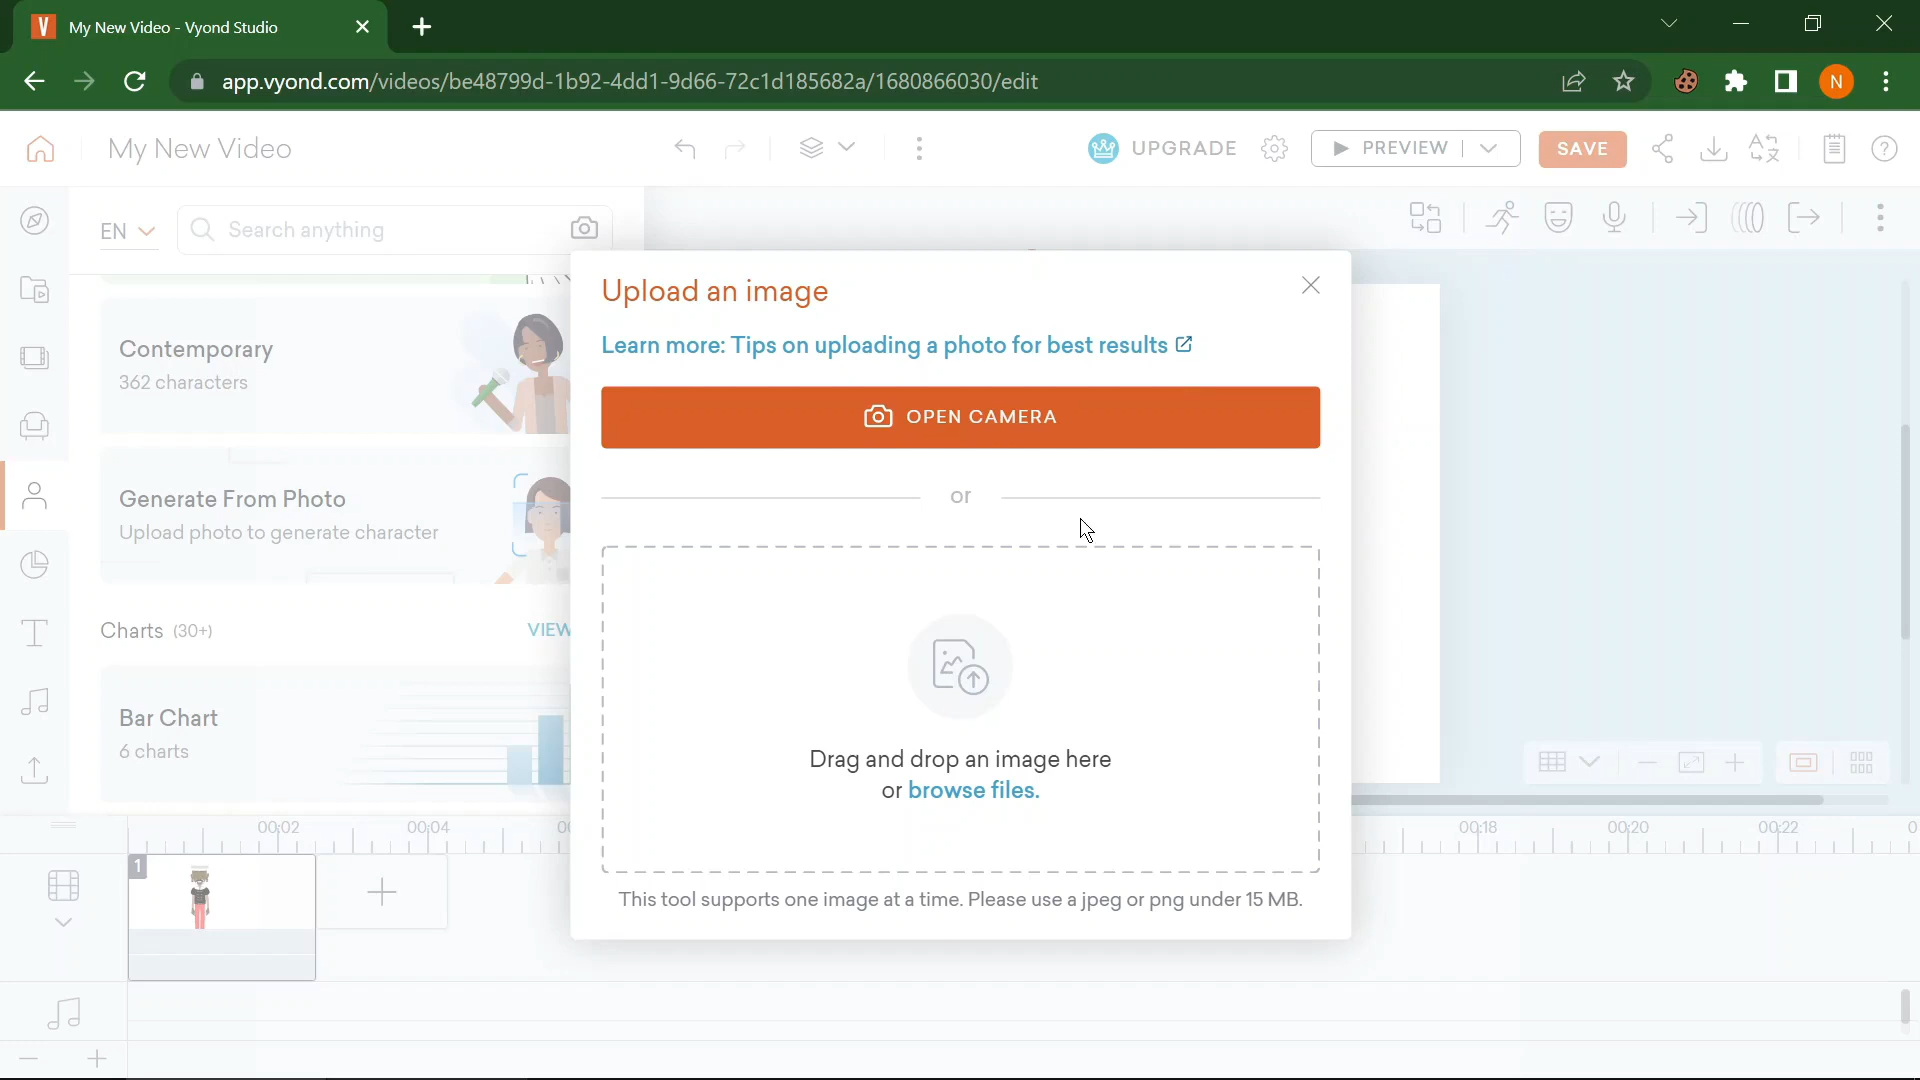 My New Video - Vyond Studio
app.vyond.com/videos/be48799d-1b92-4dd1-9d66-72c1d185682a/1680866030/edit
N
My New Video
UPGRADE
PREVIEW
SAVE
EN
Search anything
Upload an image
Learn more: Tips on uploading a photo for best results
Contemporary
362 characters
OPEN CAMERA
or
Generate From Photo
Upload photo to generate character
Charts (30+)
VIEW
Bar Chart
6 charts
Drag and drop an image here
or browse files.
This tool supports one image at a time. Please use a jpeg or png under 15 MB.
00:02
00:04
00:18
00:20
00:22
1